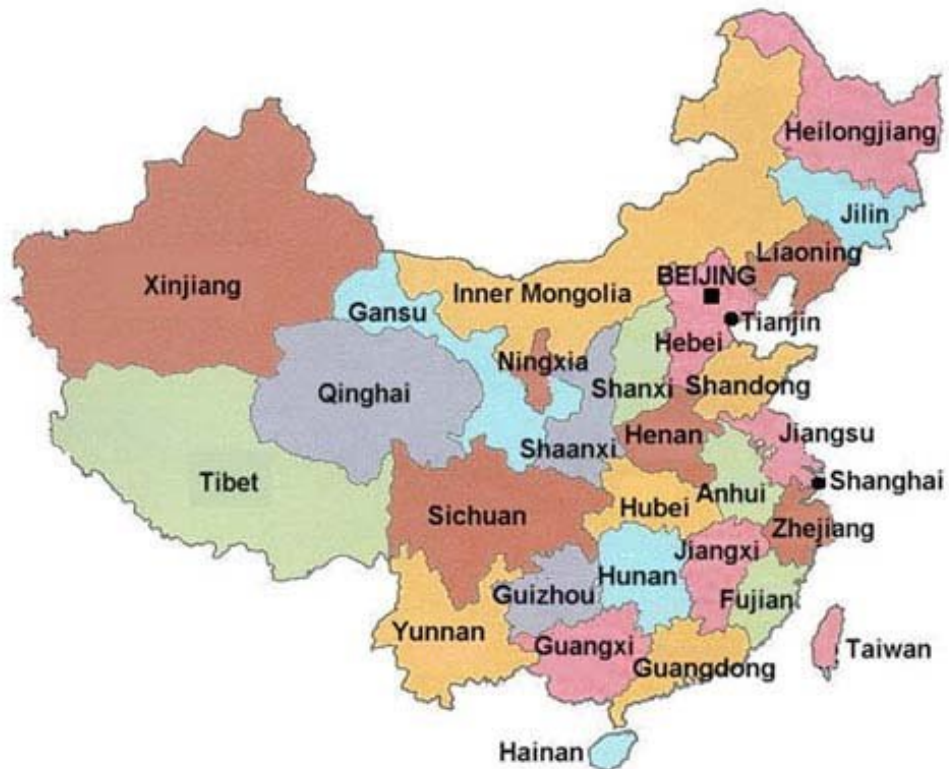 Heilongjiang
Jilin
Liaoning
BEIJING
Xinjiang
Inner Mongolia
Gansu
Tianjin
Hebei
Ningxia
Qinghai
Shanxi
Shandong
Jiangsu
Henan
Shaanxi
Tibet
Shanghai
Anhui
Hubei
Sichuan
Zhejiang
Jiangxi
Hunan
Guizhou
Fujian
Yunnan
Guangxi
Taiwan
Guangdong
Hainan